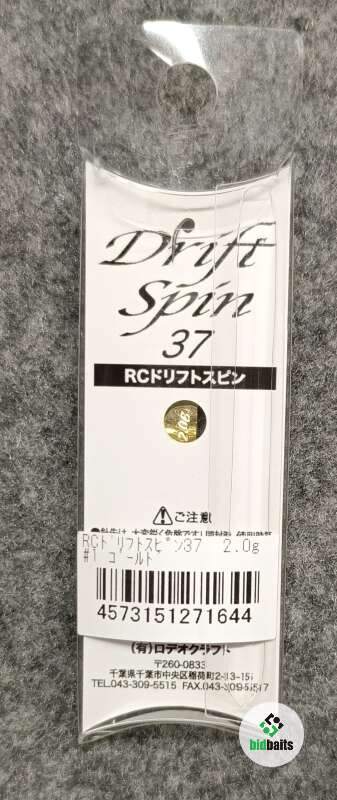 Drift
Spin
37
RCドリフトスピン
2.0g
⚠ご注意
RCドリフトスピン37 2.0g
#1 ゴールド
4573151271644
(有)ロデオクラフト
〒260-0833
千葉県千葉市中央区稲荷町2-13-15
TEL.043-309-5515 FAX.043-309-5517
bidbaits